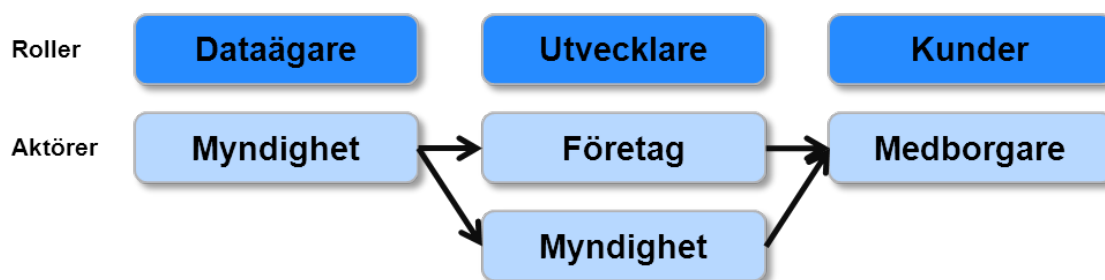 Roller Dataägare Utvecklare Kunder
Aktörer Myndighet Företag Medborgare
Myndighet